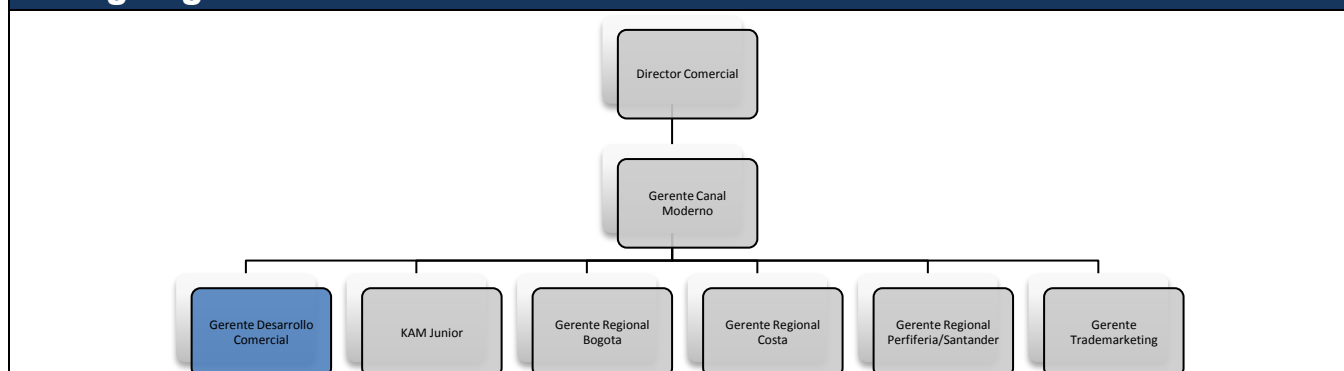 Director Comercial
Gerente Canal
Moderno
Gerente Desarrollo
Comercial
KAM Junior
Gerente Regional
Bogota
Gerente Regional
Costa
Gerente Regional
Perfiferia/Santander
Gerente
Trademarketing